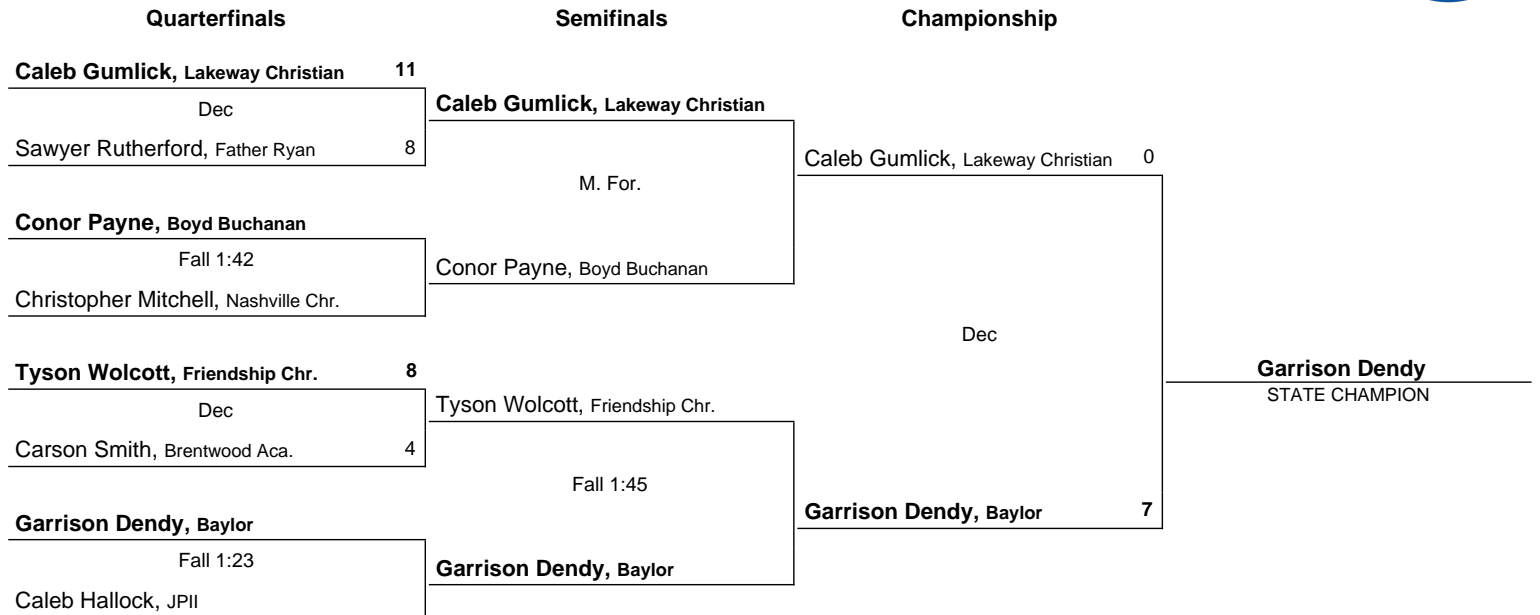 Quarterfinals Semifinals Championship
Caleb Gumlick, Lakeway Christian 11
Dec
Sawyer Rutherford, Father Ryan 8
Conor Payne, Boyd Buchanan
Fall 1:42
Christopher Mitchell, Nashville Chr.
Tyson Wolcott, Friendship Chr. 8
Dec
Carson Smith, Brentwood Aca. 4
Garrison Dendy, Baylor
Fall 1:23
Caleb Hallock, JPII
Caleb Gumlick, Lakeway Christian
M. For.
Conor Payne, Boyd Buchanan
Tyson Wolcott, Friendship Chr.
Fall 1:45
Garrison Dendy, Baylor
Caleb Gumlick, Lakeway Christian 0
Dec
Garrison Dendy, Baylor 7
Garrison Dendy
STATE CHAMPION